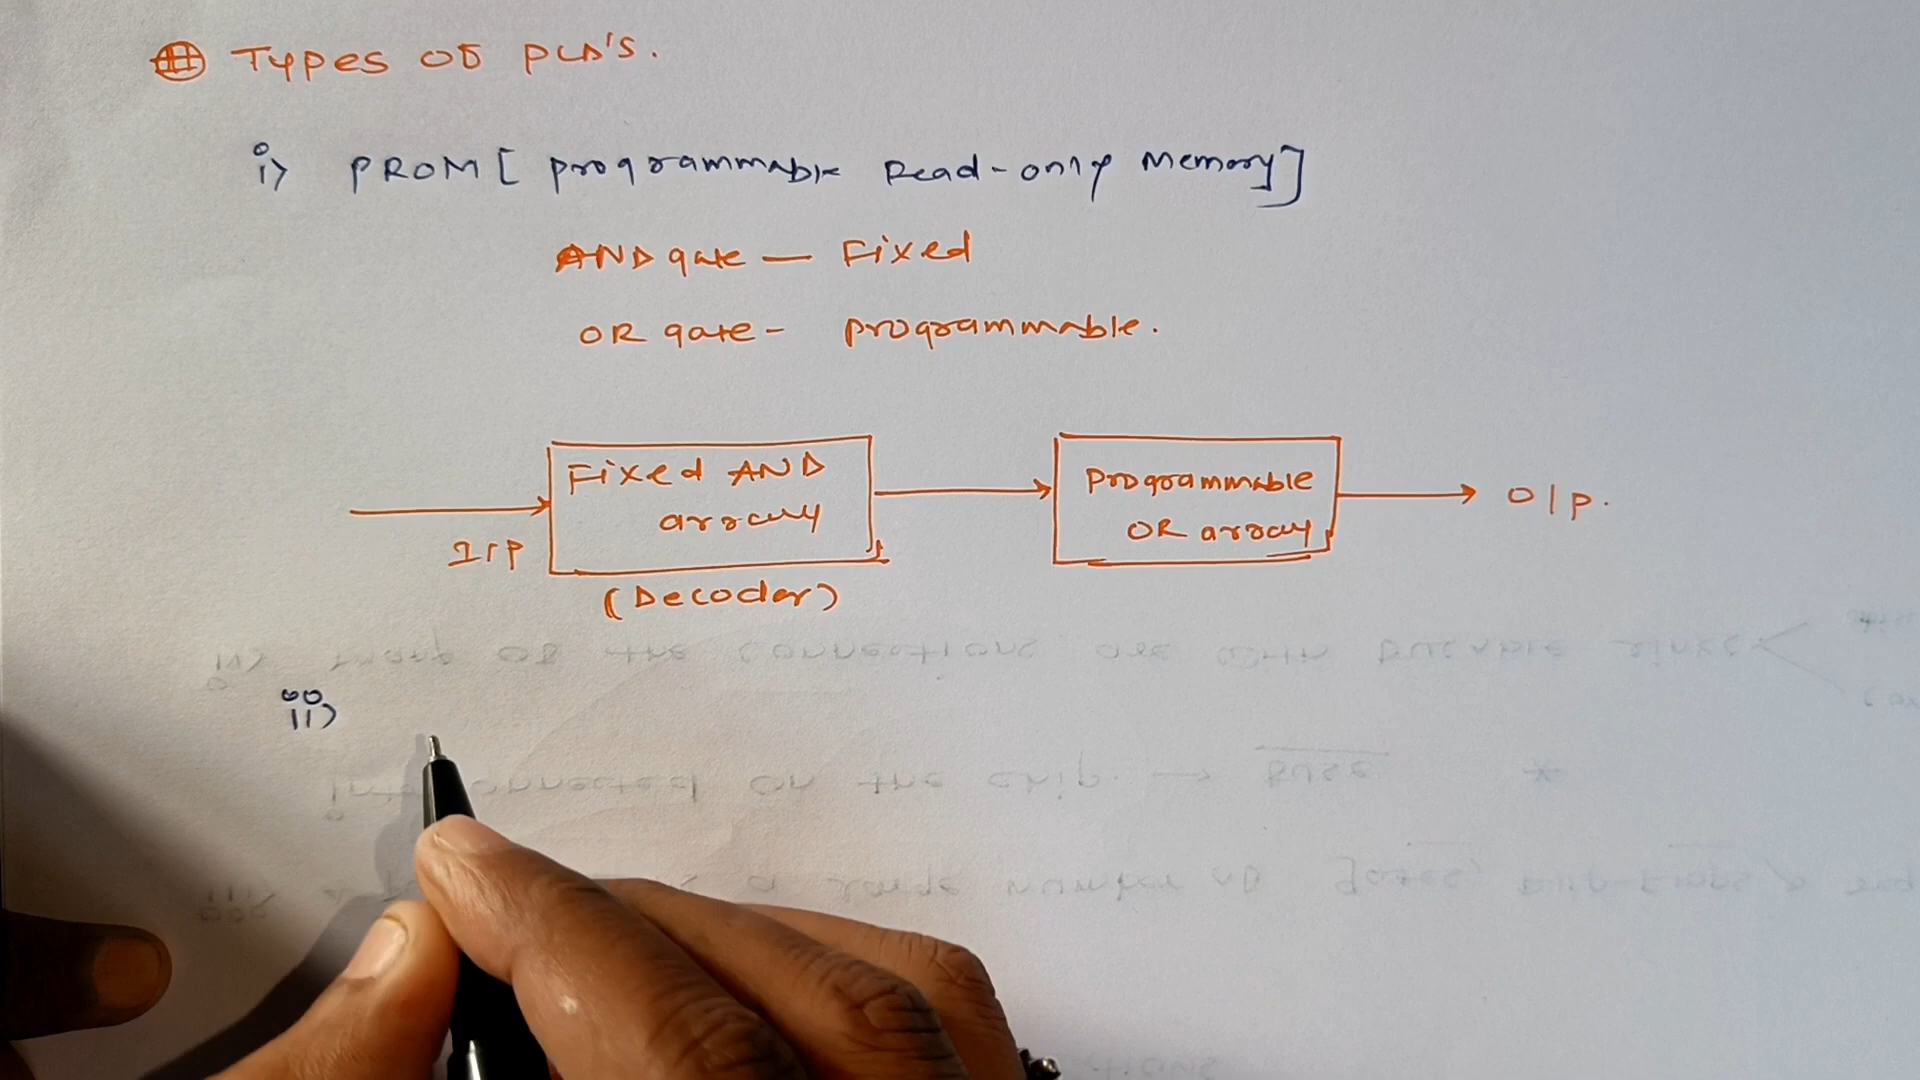 Types of PLD's.
i) PROM [ programmable Read-only Memory]
AND gate — Fixed
OR gate - programmable.
Fixed AND
array
Programmable
OR array
I/P
O/P.
(Decoder)
ii)